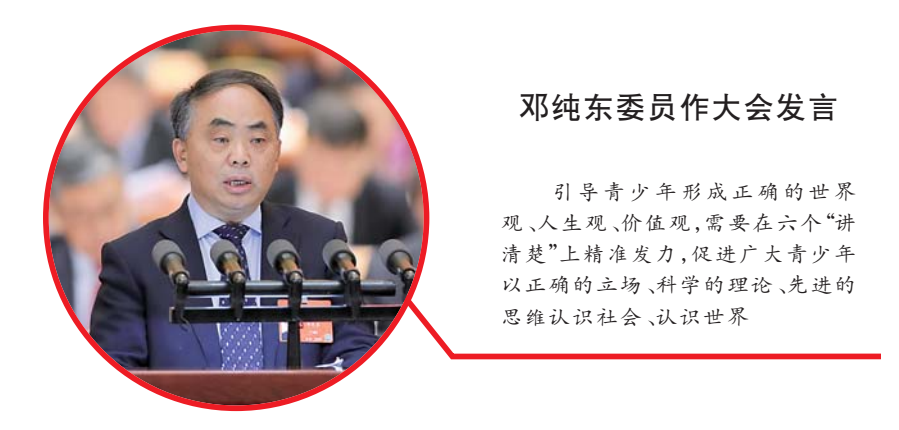 邓纯东委员作大会发言
引导青少年形成正确的世界
观、人生观、价值观，需要在六个“讲
清楚”上精准发力，促进广大青少年
以正确的立场、科学的理论、先进的
思维认识社会、认识世界